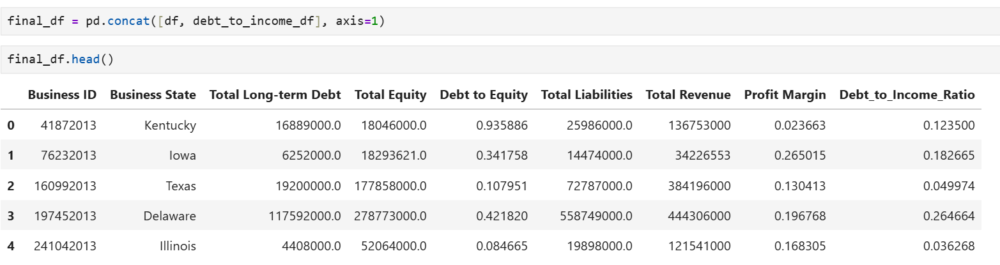 final_df = pd.concat([df, debt_to_income_df], axis=1)
final_df.head()
Business ID Business State Total Long-term Debt Total Equity Debt to Equity Total Liabilities Total Revenue Profit Margin Debt_to_Income_Ratio
0 41872013 Kentucky 16889000.0 18046000.0 0.935886 25986000.0 136753000 0.023663 0.123500
1 76232013 Iowa 6252000.0 18293621.0 0.341758 14474000.0 34226553 0.265015 0.182665
2 160992013 Texas 19200000.0 177858000.0 0.107951 72787000.0 384196000 0.130413 0.049974
3 197452013 Delaware 117592000.0 278773000.0 0.421820 558749000.0 444306000 0.196768 0.264664
4 241042013 Illinois 4408000.0 52064000.0 0.084665 19898000.0 121541000 0.168305 0.036268